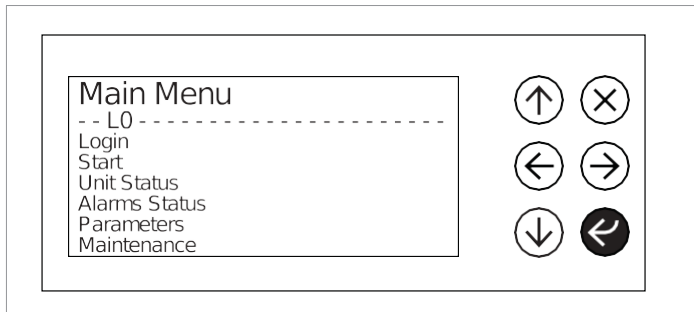 Main Menu
- - L0 - - - - - - - - - - - - - - - - - - - - - -
Login
Start
Unit Status
Alarms Status
Parameters
Maintenance